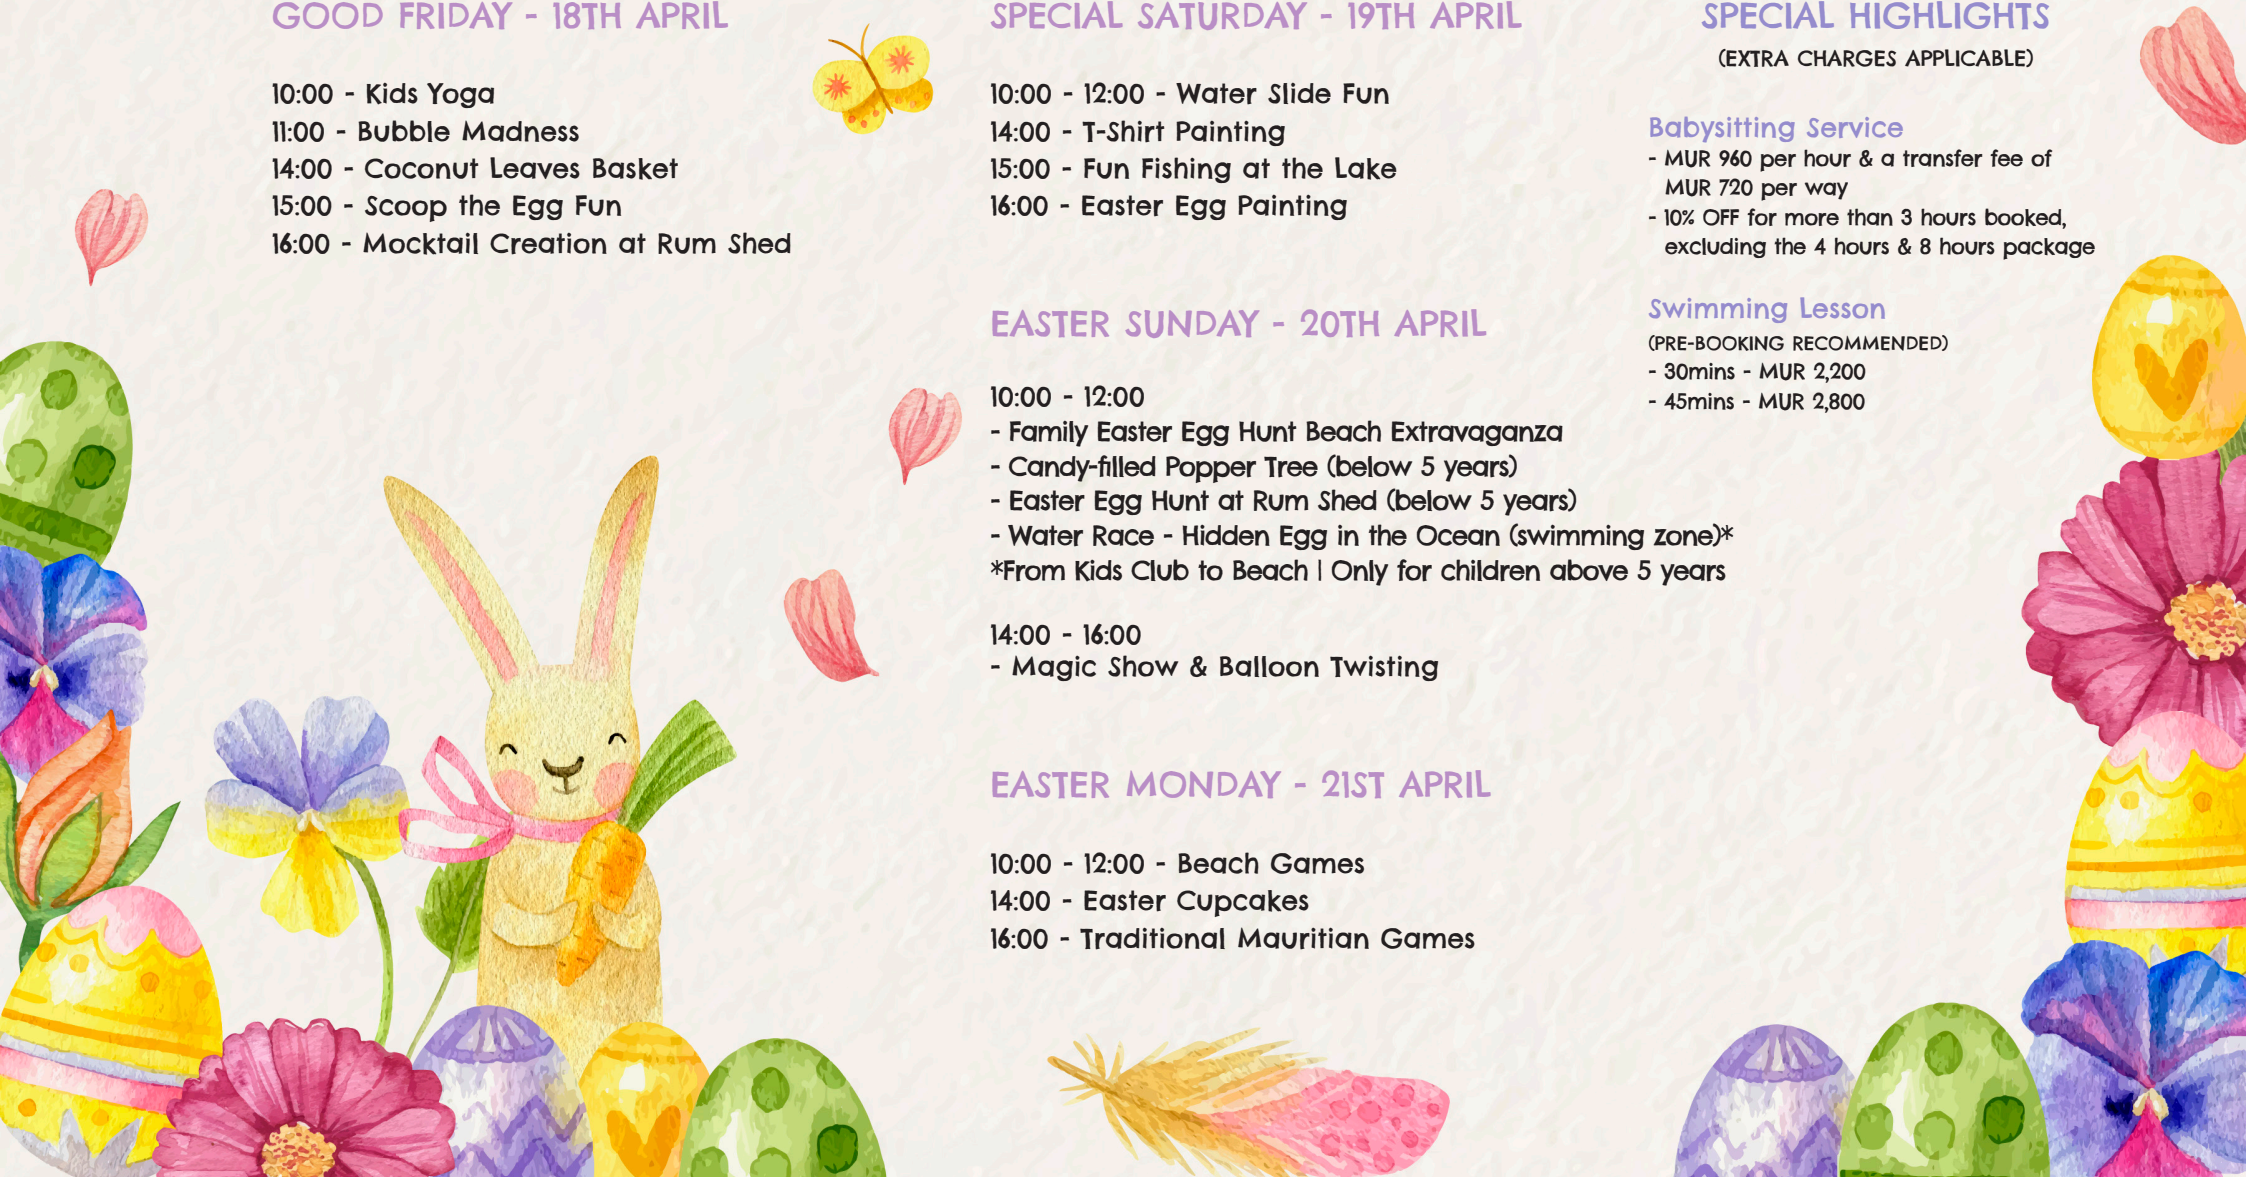 GOOD FRIDAY - 18TH APRIL
10:00 - Kids Yoga
11:00 - Bubble Madness
14:00 - Coconut Leaves Basket
15:00 - Scoop the Egg Fun
16:00 - Mocktail Creation at Rum Shed
SPECIAL SATURDAY - 19TH APRIL
10:00 - 12:00 - Water Slide Fun
14:00 - T-Shirt Painting
15:00 - Fun Fishing at the Lake
16:00 - Easter Egg Painting
EASTER SUNDAY - 20TH APRIL
10:00 - 12:00
- Family Easter Egg Hunt Beach Extravaganza
- Candy-filled Popper Tree (below 5 years)
- Easter Egg Hunt at Rum Shed (below 5 years)
- Water Race - Hidden Egg in the Ocean (swimming zone)*
*From Kids Club to Beach | Only for children above 5 years
14:00 - 16:00
- Magic Show & Balloon Twisting
EASTER MONDAY - 21ST APRIL
10:00 - 12:00 - Beach Games
14:00 - Easter Cupcakes
16:00 - Traditional Mauritian Games
SPECIAL HIGHLIGHTS
(EXTRA CHARGES APPLICABLE)
Babysitting Service
- MUR 960 per hour & a transfer fee of
MUR 720 per way
- 10% OFF for more than 3 hours booked,
excluding the 4 hours & 8 hours package
Swimming Lesson
(PRE-BOOKING RECOMMENDED)
- 30mins - MUR 2,200
- 45mins - MUR 2,800